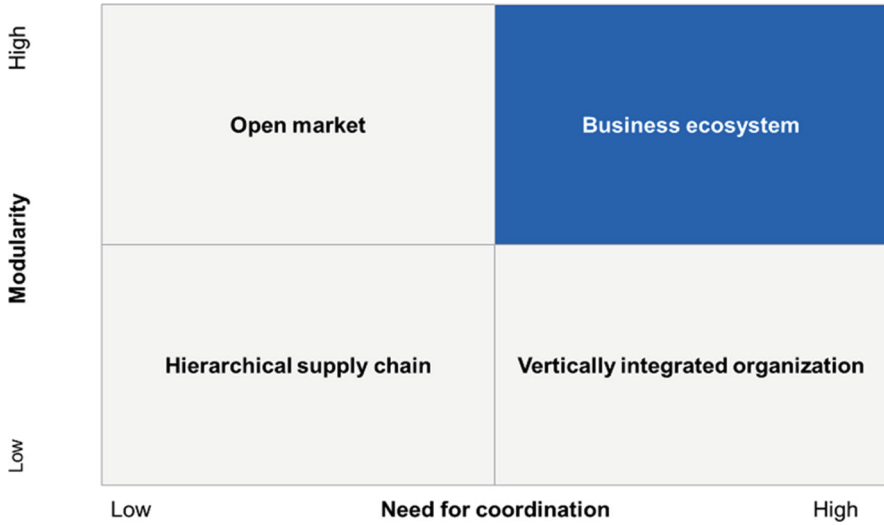 High
Open market
Business ecosystem
Modularity
Hierarchical supply chain
Vertically integrated organization
Low
Low
Need for coordination
High